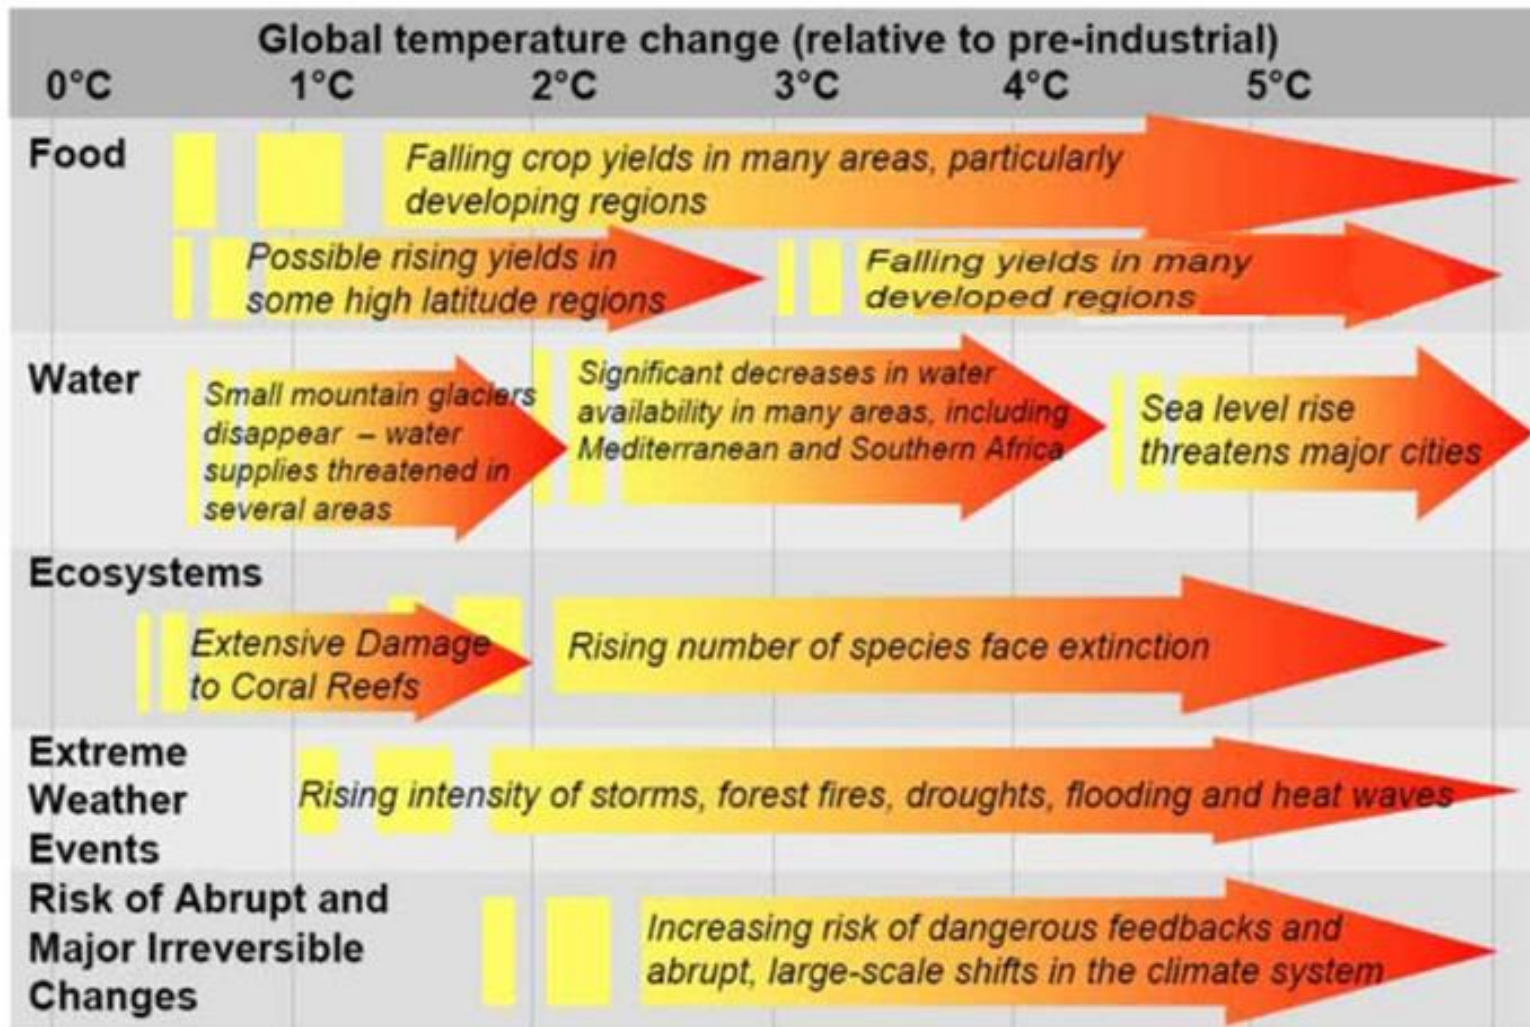 Global temperature change (relative to pre-industrial)
0°C 1°C 2°C 3°C 4°C 5°C
Food
Falling crop yields in many areas, particularly
developing regions
Possible rising yields in
some high latitude regions
Falling yields in many
developed regions
Water
Small mountain glaciers
disappear – water
supplies threatened in
several areas
Significant decreases in water
availability in many areas, including
Mediterranean and Southern Africa
Sea level rise
threatens major cities
Ecosystems
Extensive Damage
to Coral Reefs
Rising number of species face extinction
Extreme
Weather
Events
Rising intensity of storms, forest fires, droughts, flooding and heat waves
Risk of Abrupt and
Major Irreversible
Changes
Increasing risk of dangerous feedbacks and
abrupt, large-scale shifts in the climate system